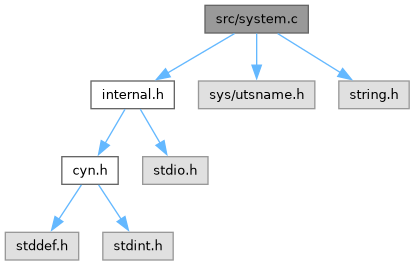 src/system.c
internal.h
sys/utsname.h
string.h
cyn.h
stdio.h
stddef.h
stdint.h